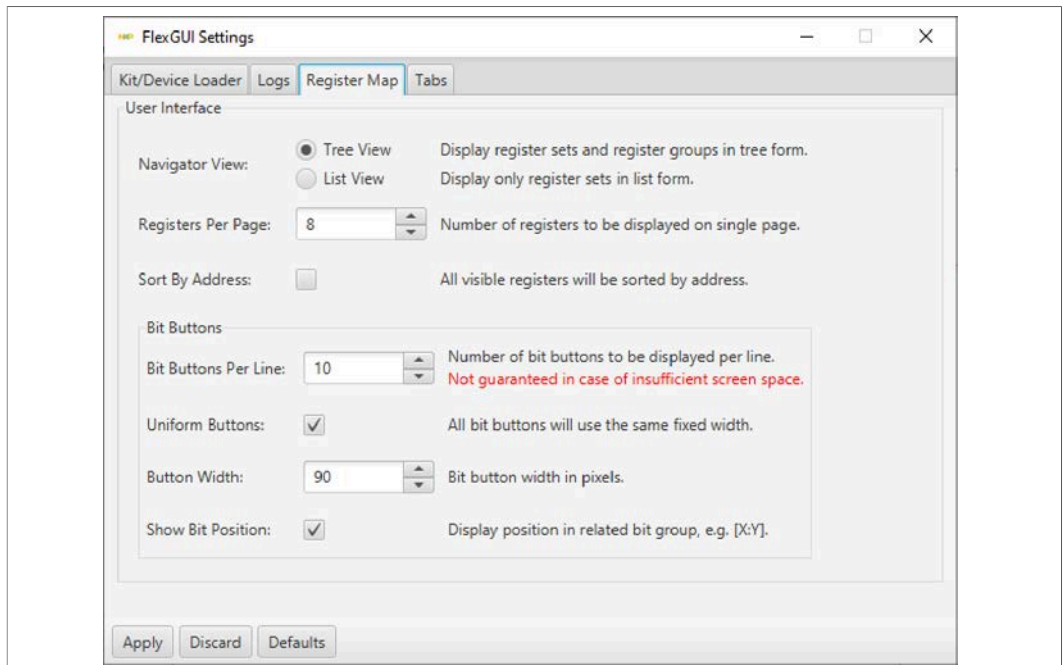 FlexGUI Settings
Kit/Device Loader Logs Register Map Tabs
User Interface
Navigator View:
Tree View Display register sets and register groups in tree form.
List View Display only register sets in list form.
Registers Per Page: 8 Number of registers to be displayed on single page.
Sort By Address: All visible registers will be sorted by address.
Bit Buttons
Bit Buttons Per Line: 10 Number of bit buttons to be displayed per line.
Not guaranteed in case of insufficient screen space.
Uniform Buttons: All bit buttons will use the same fixed width.
Button Width: 90 Bit button width in pixels.
Show Bit Position: Display position in related bit group, e.g. [X:Y].
Apply Discard Defaults